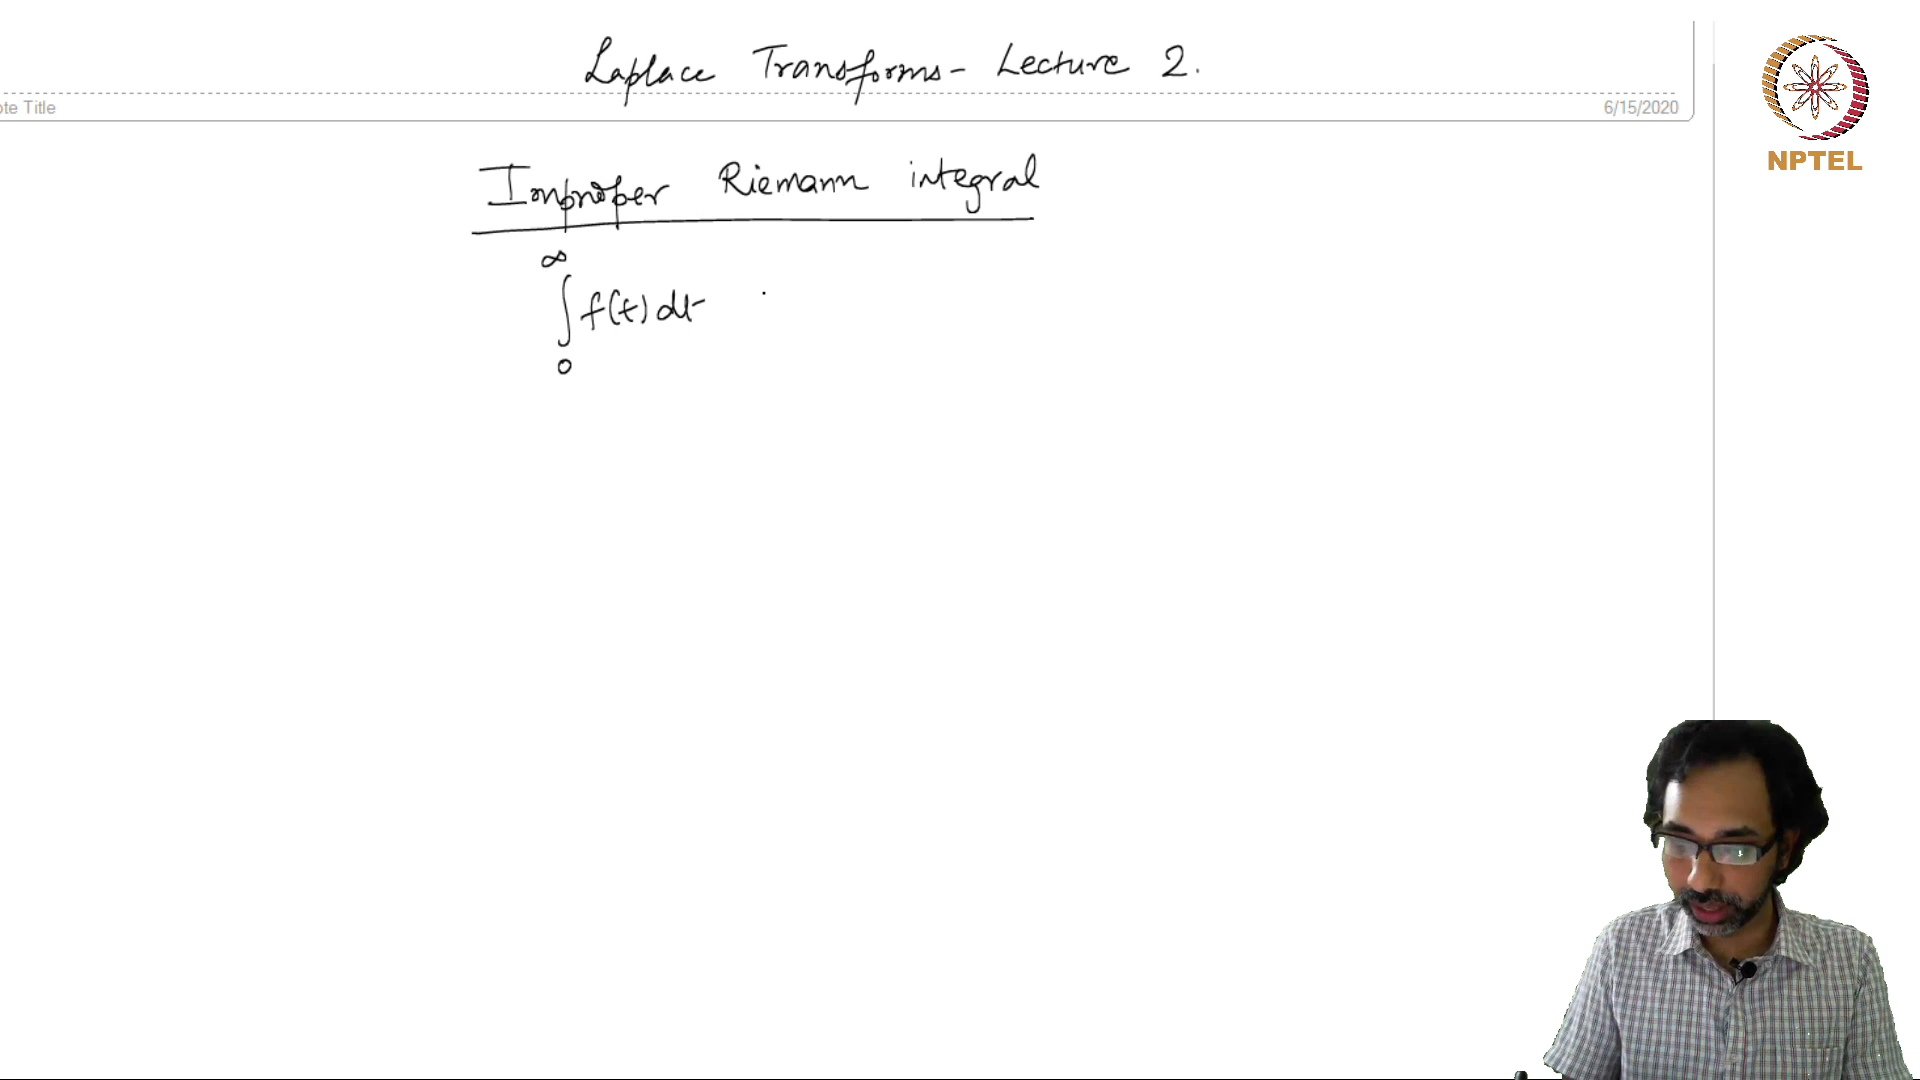 Laplace Transforms - Lecture 2.
ote Title
6/15/2020
NPTEL
Improper Riemann integral
∞
∫ f(t) dt
0